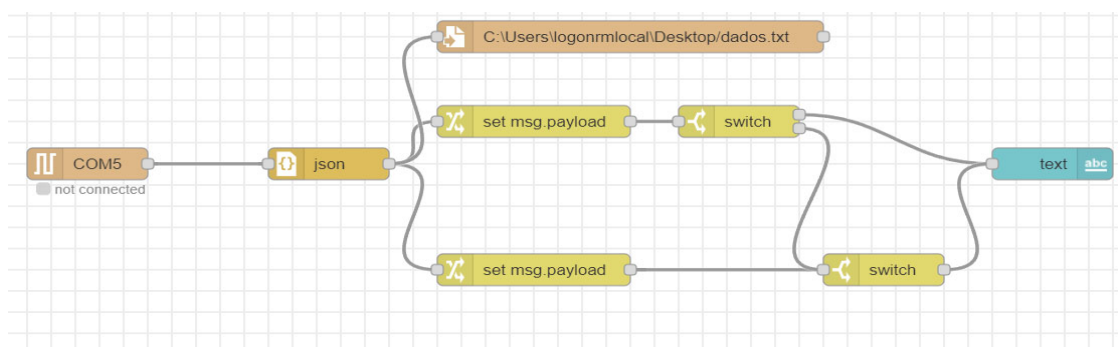 C:\Users\logonrmlocal\Desktop/dados.txt
set msg.payload
switch
COM5
json
text
abc
not connected
set msg.payload
switch